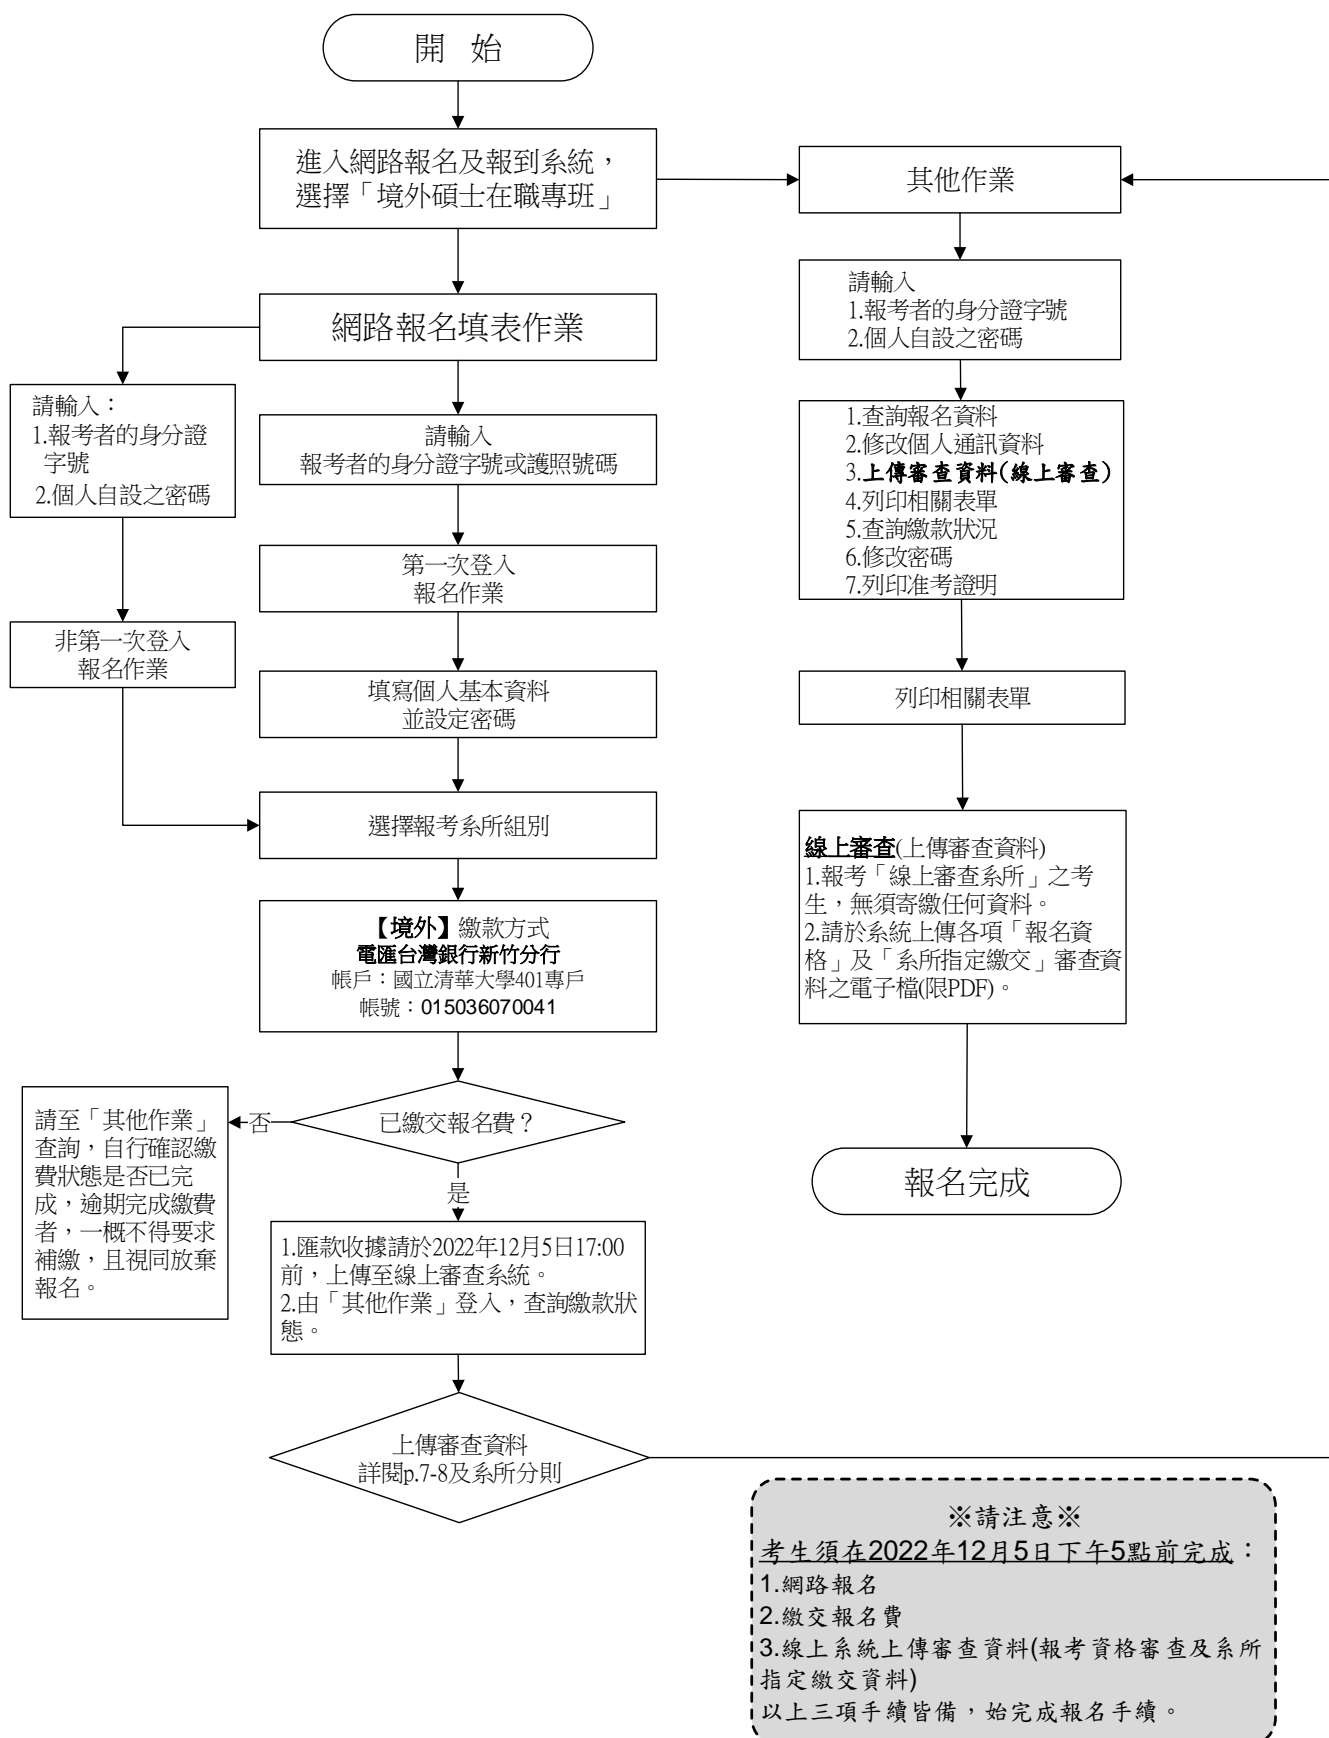 開 始
進入網路報名及報到系統，
選擇「境外碩士在職專班」
網路報名填表作業
請輸入：
1.報考者的身分證
字號
2.個人自設之密碼
非第一次登入
報名作業
請輸入
報考者的身分證字號或護照號碼
第一次登入
報名作業
填寫個人基本資料
並設定密碼
選擇報考系所組別
【境外】繳款方式
電匯台灣銀行新竹分行
帳戶：國立清華大學401專戶
帳號：015036070041
已繳交報名費？
否
請至「其他作業」
查詢，自行確認繳
費狀態是否已完
成，逾期完成繳費
者，一概不得要求
補繳，且視同放棄
報名。
是
1.匯款收據請於2022年12月5日17:00
前，上傳至線上審查系統。
2.由「其他作業」登入，查詢繳款狀
態。
上傳審查資料
詳閱p.7-8及系所分則
其他作業
請輸入
1.報考者的身分證字號
2.個人自設之密碼
1.查詢報名資料
2.修改個人通訊資料
3.上傳審查資料(線上審查)
4.列印相關表單
5.查詢繳款狀況
6.修改密碼
7.列印准考證明
列印相關表單
線上審查(上傳審查資料)
1.報考「線上審查系所」之考
生，無須寄繳任何資料。
2.請於系統上傳各項「報名資
格」及「系所指定繳交」審查資
料之電子檔(限PDF)。
報名完成
※請注意※
考生須在2022年12月5日下午5點前完成：
1.網路報名
2.繳交報名費
3.線上系統上傳審查資料(報考資格審查及系所
指定繳交資料)
以上三項手續皆備，始完成報名手續。